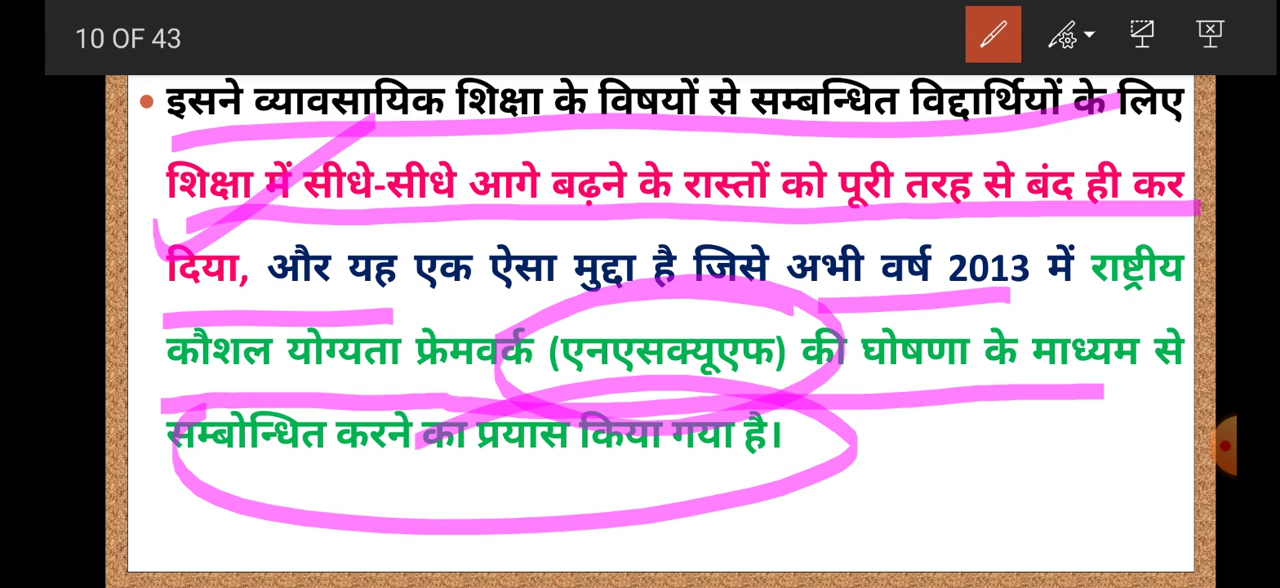 10 OF 43
• इसने व्यावसायिक शिक्षा के विषयों से सम्बन्धित विद्दार्थियों के लिए
शिक्षा में सीधे-सीधे आगे बढ़ने के रास्तों को पूरी तरह से बंद ही कर
दिया, और यह एक ऐसा मुद्दा है जिसे अभी वर्ष 2013 में राष्ट्रीय
कौशल योग्यता फ्रेमवर्क (एनएसक्यूएफ) की घोषणा के माध्यम से
सम्बोन्धित करने का प्रयास किया गया है।